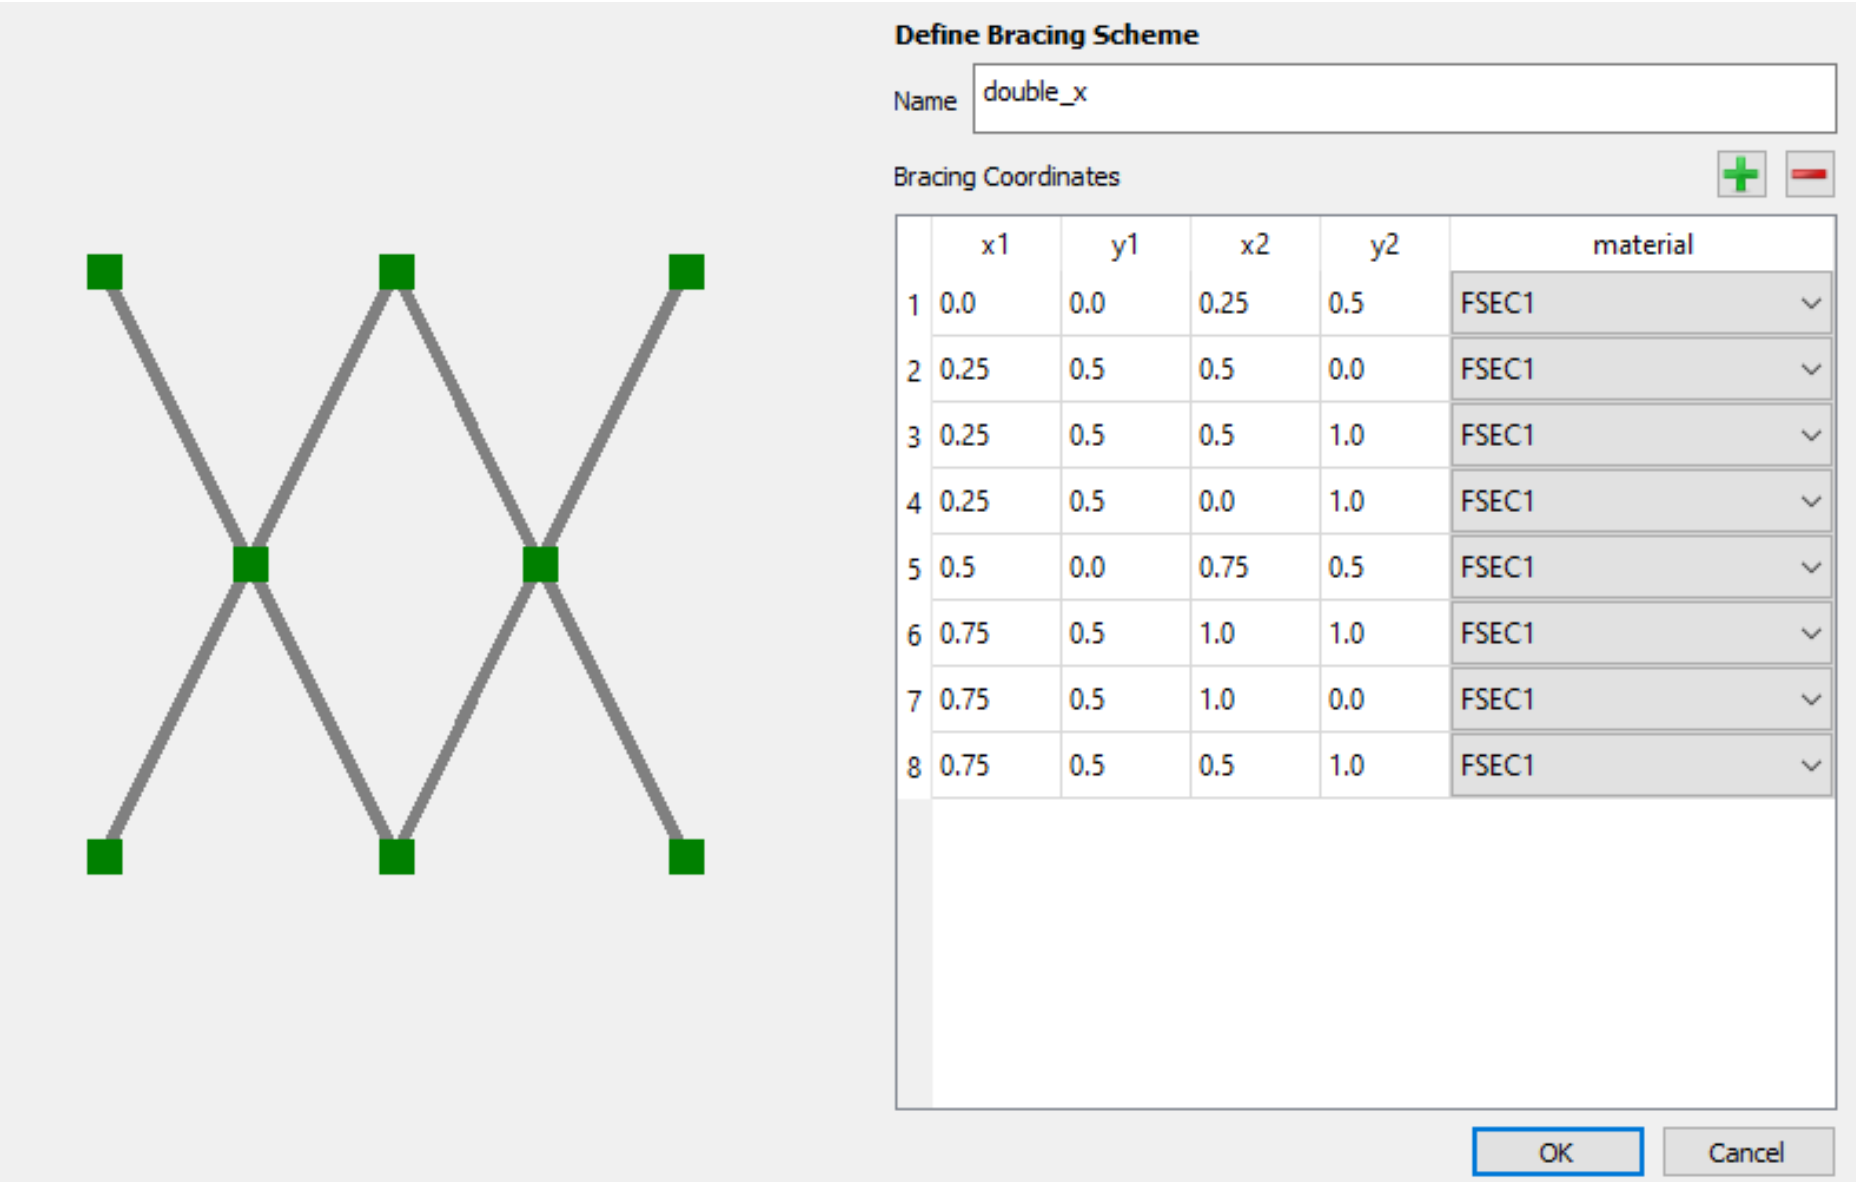 Define Bracing Scheme
Name double_x
Bracing Coordinates
x1 y1 x2 y2 material
1 0.0 0.0 0.25 0.5 FSEC1
2 0.25 0.5 0.5 0.0 FSEC1
3 0.25 0.5 0.5 1.0 FSEC1
4 0.25 0.5 0.0 1.0 FSEC1
5 0.5 0.0 0.75 0.5 FSEC1
6 0.75 0.5 1.0 1.0 FSEC1
7 0.75 0.5 1.0 0.0 FSEC1
8 0.75 0.5 0.5 1.0 FSEC1
OK Cancel